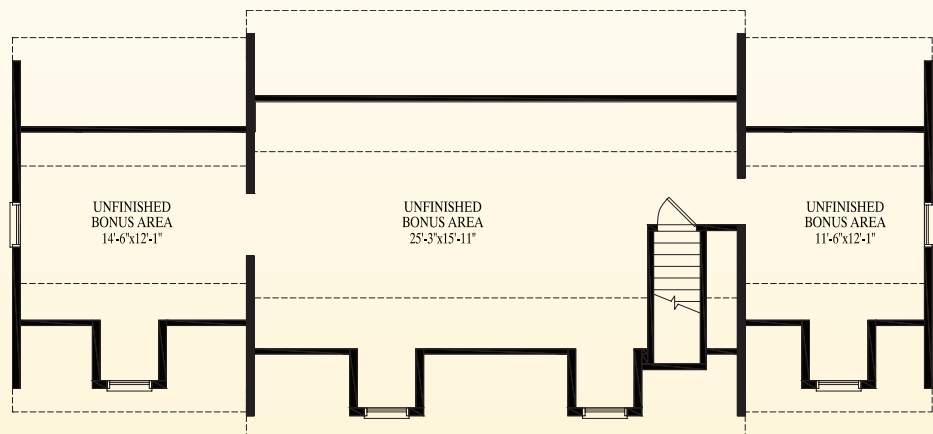 UNFINISHED
BONUS AREA
14'-6"x12'-1"
UNFINISHED
BONUS AREA
25'-3"x15'-11"
UNFINISHED
BONUS AREA
11'-6"x12'-1"